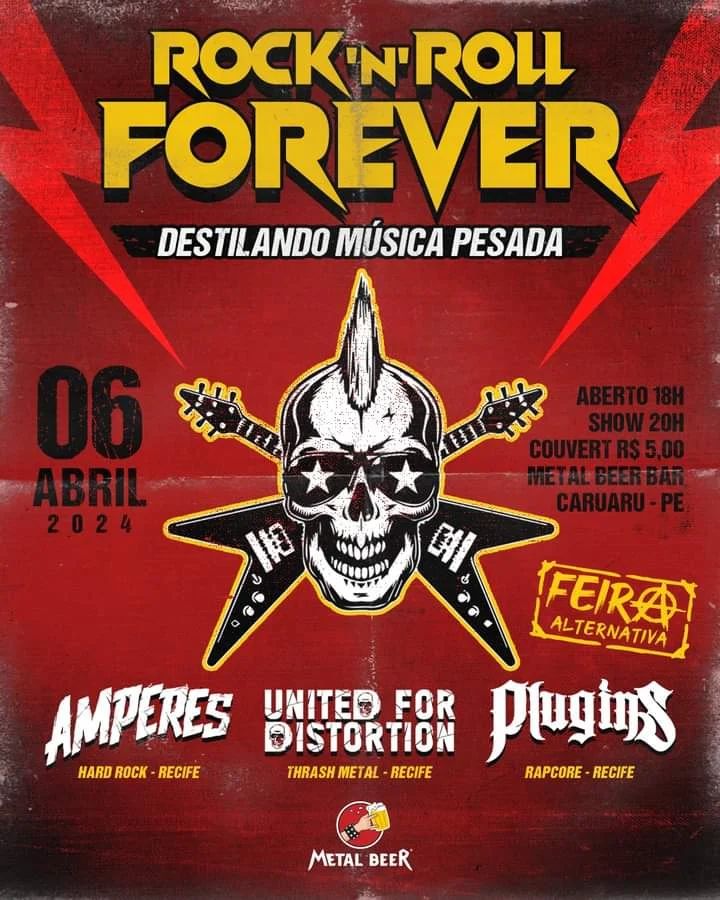 ROCK 'N' ROLL
FOREVER
DESTILANDO MÚSICA PESADA
06
ABRIL
2024
ABERTO 18H
SHOW 20H
COUVERT R$ 5,00
METAL BEER BAR
CARUARU - PE
FEIRA
ALTERNATIVA
AMPERES
HARD ROCK - RECIFE
UNITED FOR
DISTORTION
THRASH METAL - RECIFE
PluginS
RAPCORE - RECIFE
METAL BEER